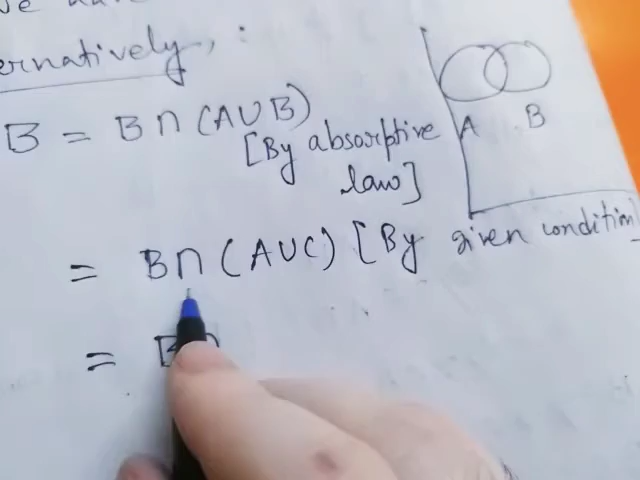 ernatively, :
B = B∩(A∪B)
[By absorptive law]
A B
= B∩(A∪C) [By given condition]
=